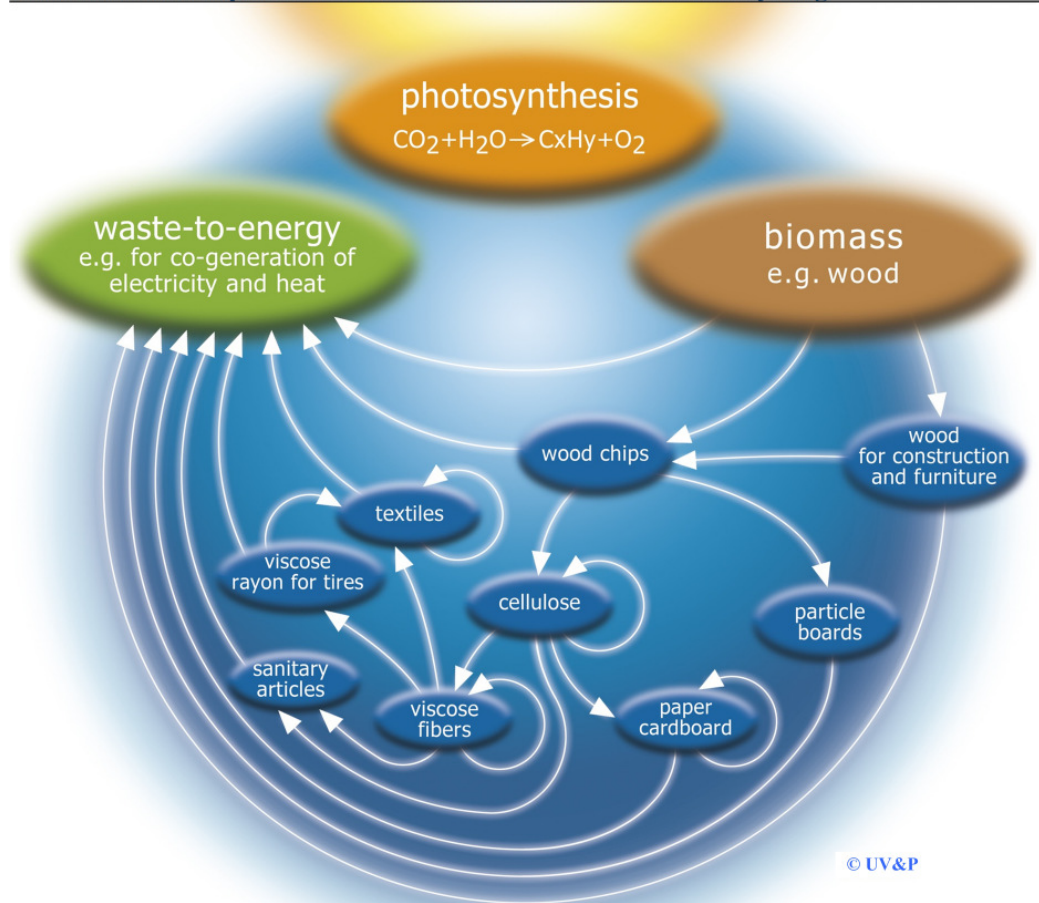 photosynthesis
CO2+H2O→CxHy+O2
waste-to-energy
e.g. for co-generation of
electricity and heat
biomass
e.g. wood
wood chips
wood
for construction
and furniture
textiles
viscose
rayon for tires
cellulose
particle
boards
sanitary
articles
viscose
fibers
paper
cardboard
© UV&P